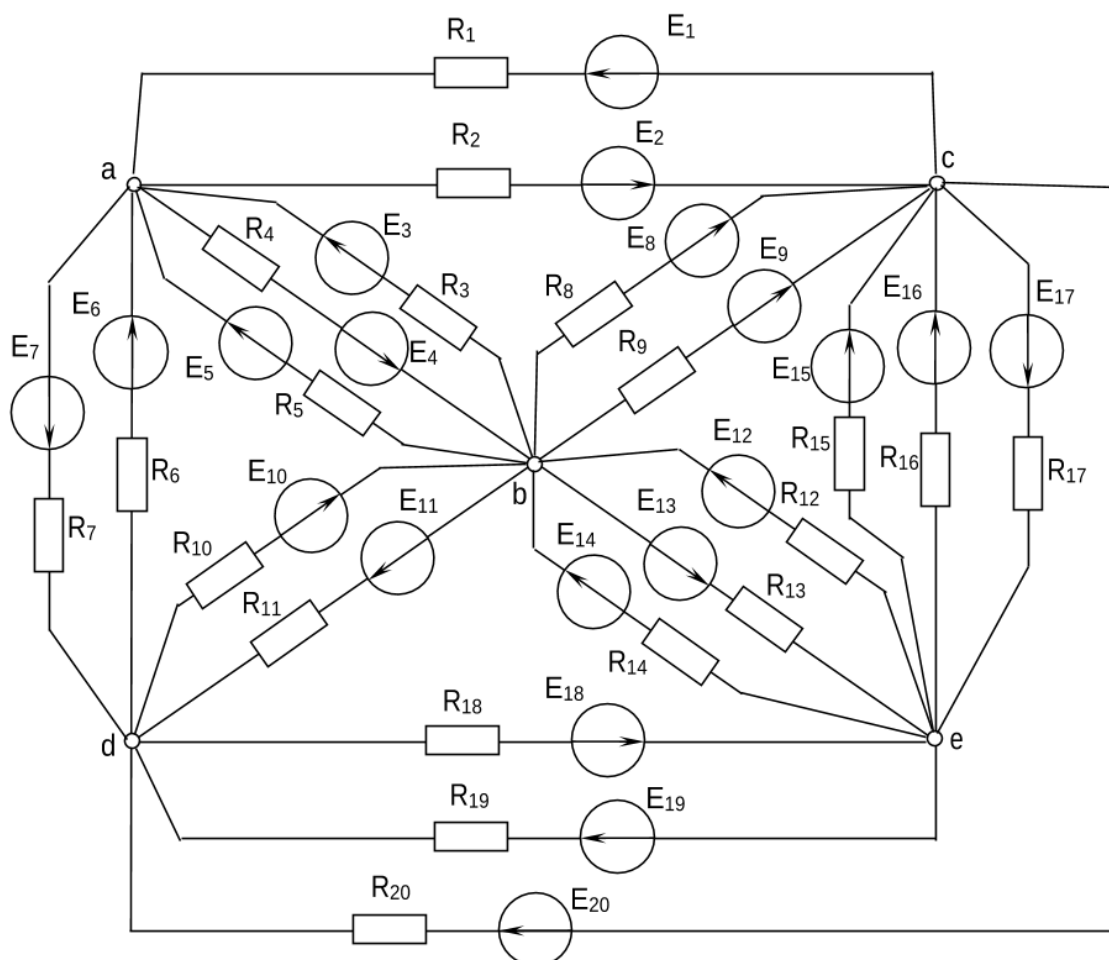 R1 E1
R2 E2
a c
R4 E3 E8 E9
E6 R3 R8 E16 E17
E7 E5 E4 R9 E15
R5 R15
R6 E10 E11 b E12 R12 R16 R17
R7 R10 E14 E13
R11 R13
R14
d R18 E18 e
R19 E19
R20 E20